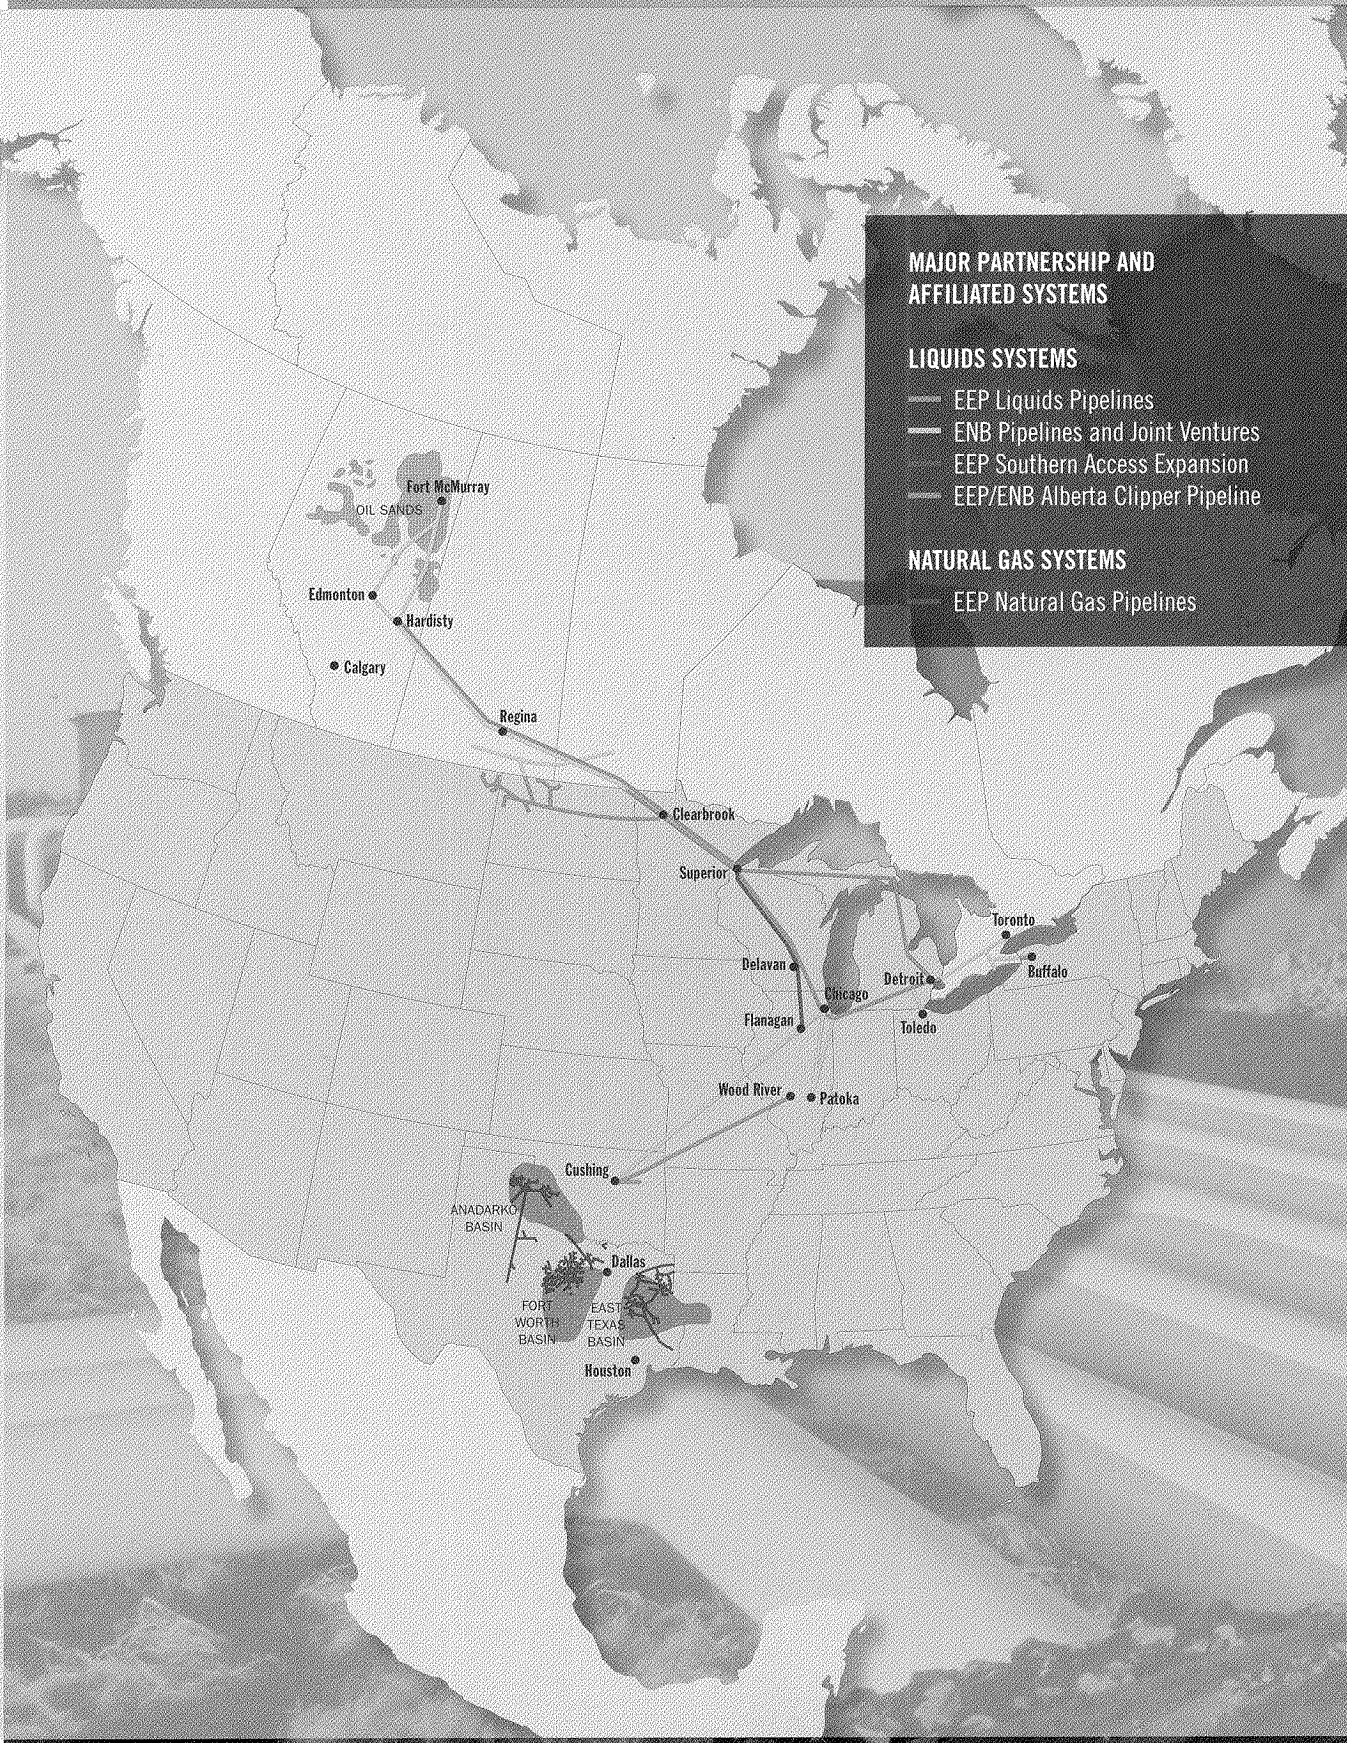 MAJOR PARTNERSHIP AND
AFFILIATED SYSTEMS
LIQUIDS SYSTEMS
EEP Liquids Pipelines
ENB Pipelines and Joint Ventures
EEP Southern Access Expansion
EEP/ENB Alberta Clipper Pipeline
NATURAL GAS SYSTEMS
EEP Natural Gas Pipelines
Fort McMurray
OIL SANDS
Edmonton
Hardisty
Calgary
Regina
Clearbrook
Superior
Toronto
Delavan
Detroit
Buffalo
Chicago
Flanagan
Toledo
Wood River
Patoka
Cushing
ANADARKO
BASIN
Dallas
FORT
WORTH
BASIN
EAST
TEXAS
BASIN
Houston